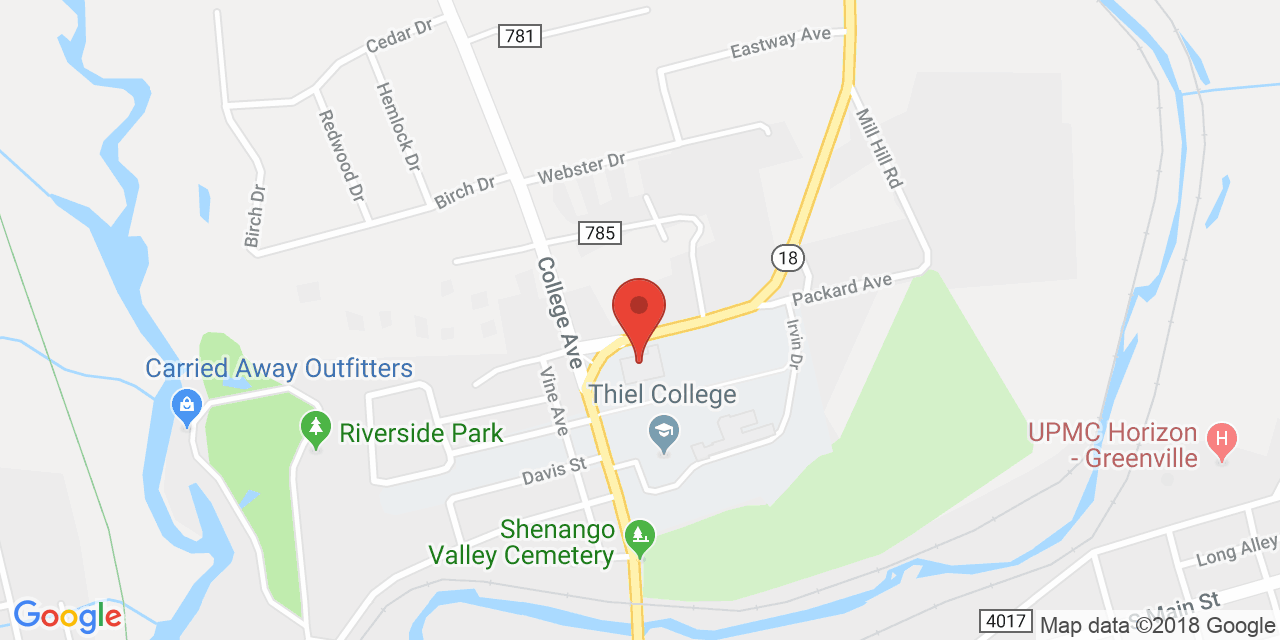 781
Cedar Dr
Eastway Ave
Hemlock Dr
Redwood Dr
Mill Hill Rd
Webster Dr
Birch Dr
Birch Dr
785
18
College Ave
Packard Ave
Irvin Dr
Carried Away Outfitters
Vine Ave
Thiel College
Riverside Park
UPMC Horizon
- Greenville
H
Davis St
Shenango
Valley Cemetery
Long Alley
S Main St
Google
4017
Map data ©2018 Google